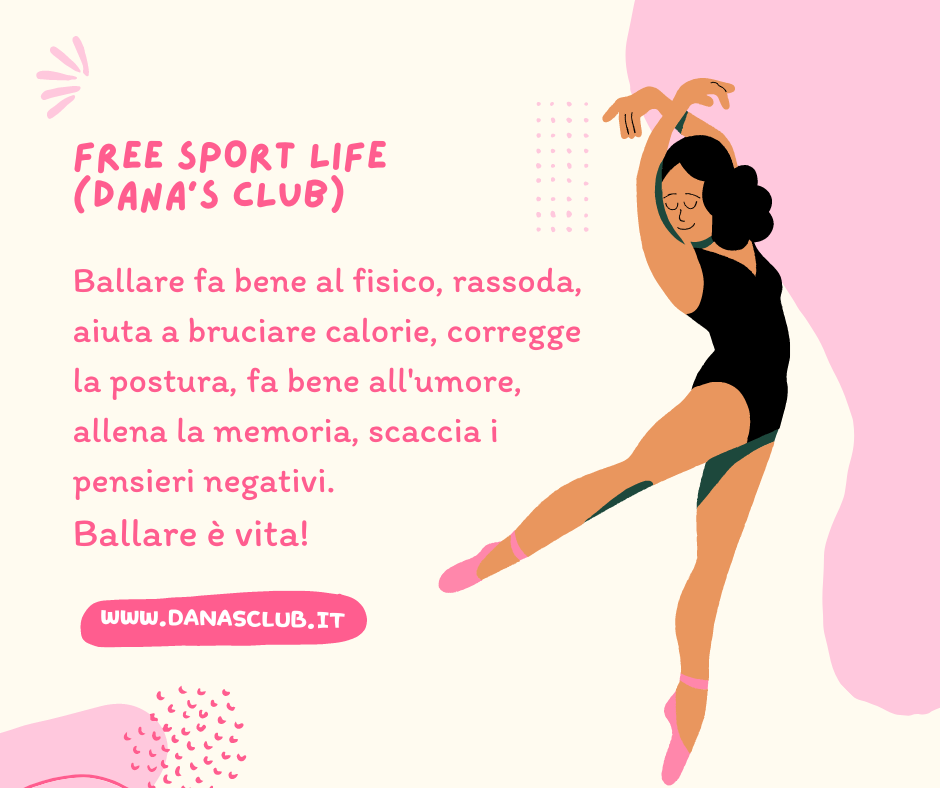 FREE SPORT LIFE
(DANA'S CLUB)
Ballare fa bene al fisico, rassoda,
aiuta a bruciare calorie, corregge
la postura, fa bene all'umore,
allena la memoria, scaccia i
pensieri negativi.
Ballare è vita!
WWW.DANASCLUB.IT